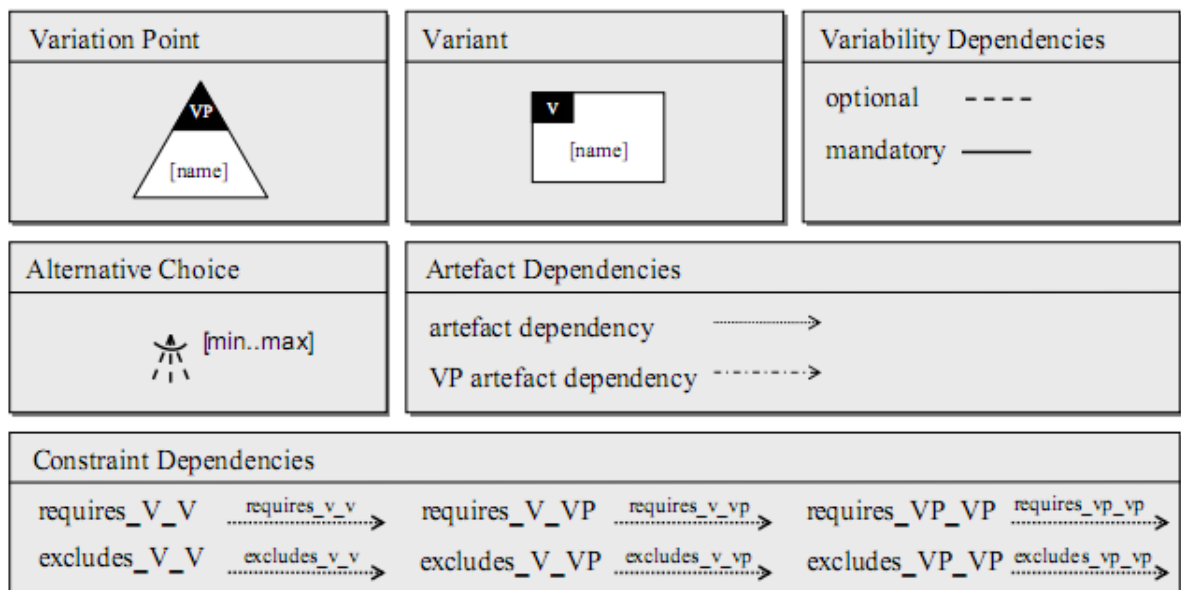 Variation Point
VP
[name]
Variant
V
[name]
Variability Dependencies
optional
mandatory
Alternative Choice
[min..max]
Artefact Dependencies
artefact dependency
VP artefact dependency
Constraint Dependencies
requires_V_V requires_v_v requires_V_VP requires_v_vp requires_VP_VP requires_vp_vp
excludes_V_V excludes_v_v excludes_V_VP excludes_v_vp excludes_VP_VP excludes_vp_vp